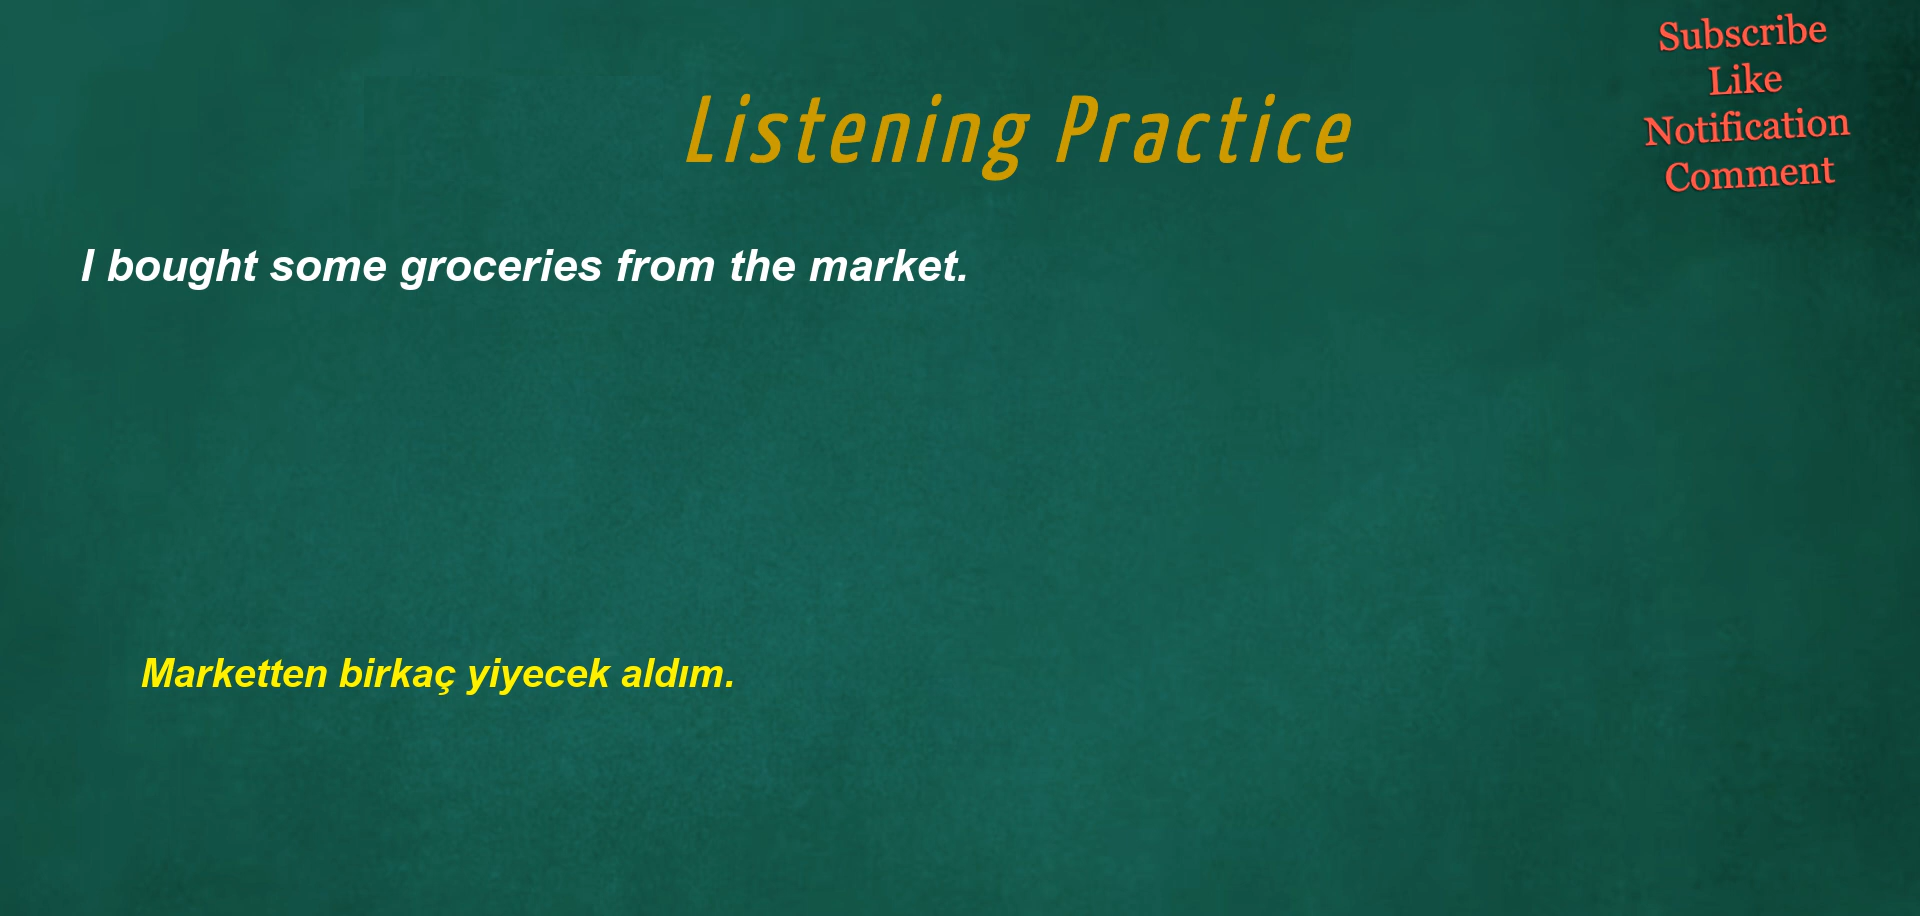 Subscribe
Like
Notification
Comment
Listening Practice
I bought some groceries from the market.
Marketten birkaç yiyecek aldım.